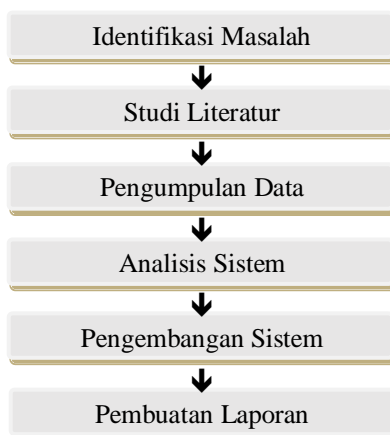 Identifikasi Masalah
Studi Literatur
Pengumpulan Data
Analisis Sistem
Pengembangan Sistem
Pembuatan Laporan